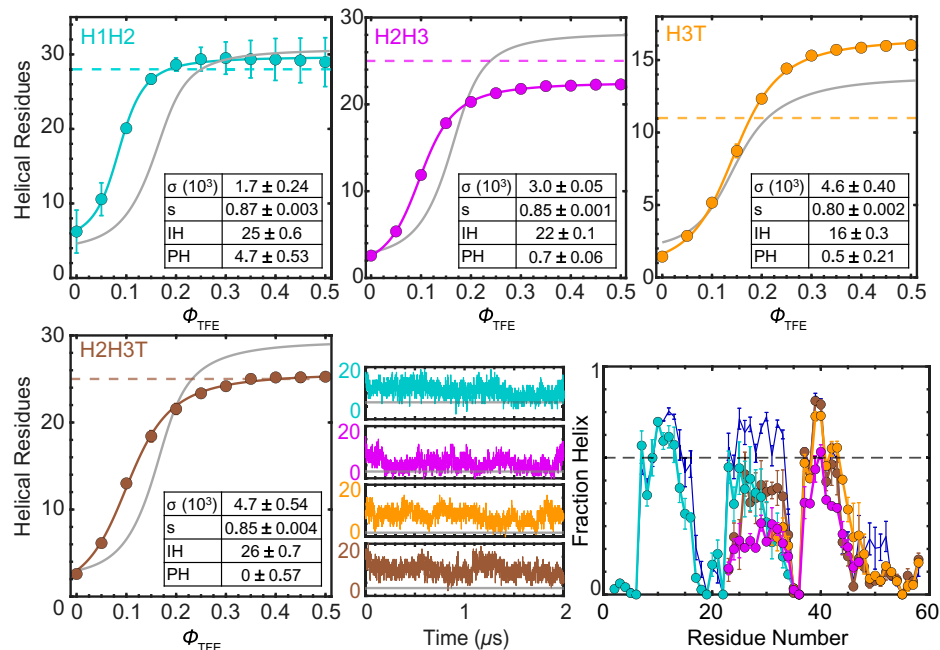 H1H2
Helical Residues
30
20
10
0
σ (10³) 1.7 ± 0.24
s 0.87 ± 0.003
IH 25 ± 0.6
PH 4.7 ± 0.53
0 0.1 0.2 0.3 0.4 0.5
ΦTFE
H2H3
30
20
10
0
σ (10³) 3.0 ± 0.05
s 0.85 ± 0.001
IH 22 ± 0.1
PH 0.7 ± 0.06
0 0.1 0.2 0.3 0.4 0.5
ΦTFE
H3T
15
10
5
0
σ (10³) 4.6 ± 0.40
s 0.80 ± 0.002
IH 16 ± 0.3
PH 0.5 ± 0.21
0 0.1 0.2 0.3 0.4 0.5
ΦTFE
H2H3T
Helical Residues
30
20
10
0
σ (10³) 4.7 ± 0.54
s 0.85 ± 0.004
IH 26 ± 0.7
PH 0 ± 0.57
0 0.1 0.2 0.3 0.4 0.5
ΦTFE
20
0
20
0
20
0
20
0
0 1 2
Time (μs)
Fraction Helix
1
0
0 20 40 60
Residue Number